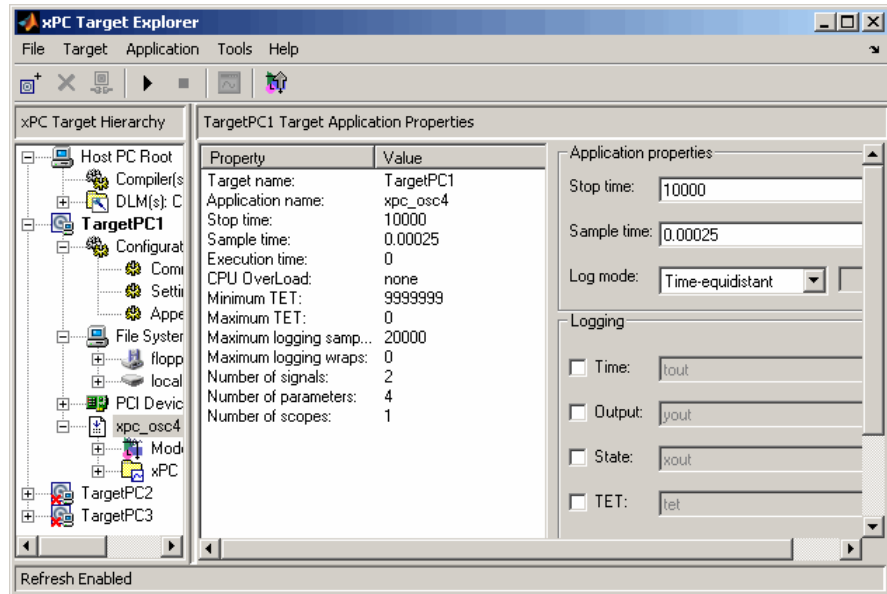 xPC Target Explorer
File Target Application Tools Help
xPC Target Hierarchy
TargetPC1 Target Application Properties
Host PC Root
Compiler(s
DLM(s): C
TargetPC1
Configurat
Com
Settin
Appe
File System
flopp
local
PCI Devic
xpc_osc4
Mode
xPC
TargetPC2
TargetPC3
Property Value
Target name: TargetPC1
Application name: xpc_osc4
Stop time: 10000
Sample time: 0.00025
Execution time: 0
CPU OverLoad: none
Minimum TET: 9999999
Maximum TET: 0
Maximum logging samp... 20000
Maximum logging wraps: 0
Number of signals: 2
Number of parameters: 4
Number of scopes: 1
Application properties
Stop time: 10000
Sample time: 0.00025
Log mode: Time-equidistant
Logging
Time: tout
Output: yout
State: xout
TET: tet
Refresh Enabled